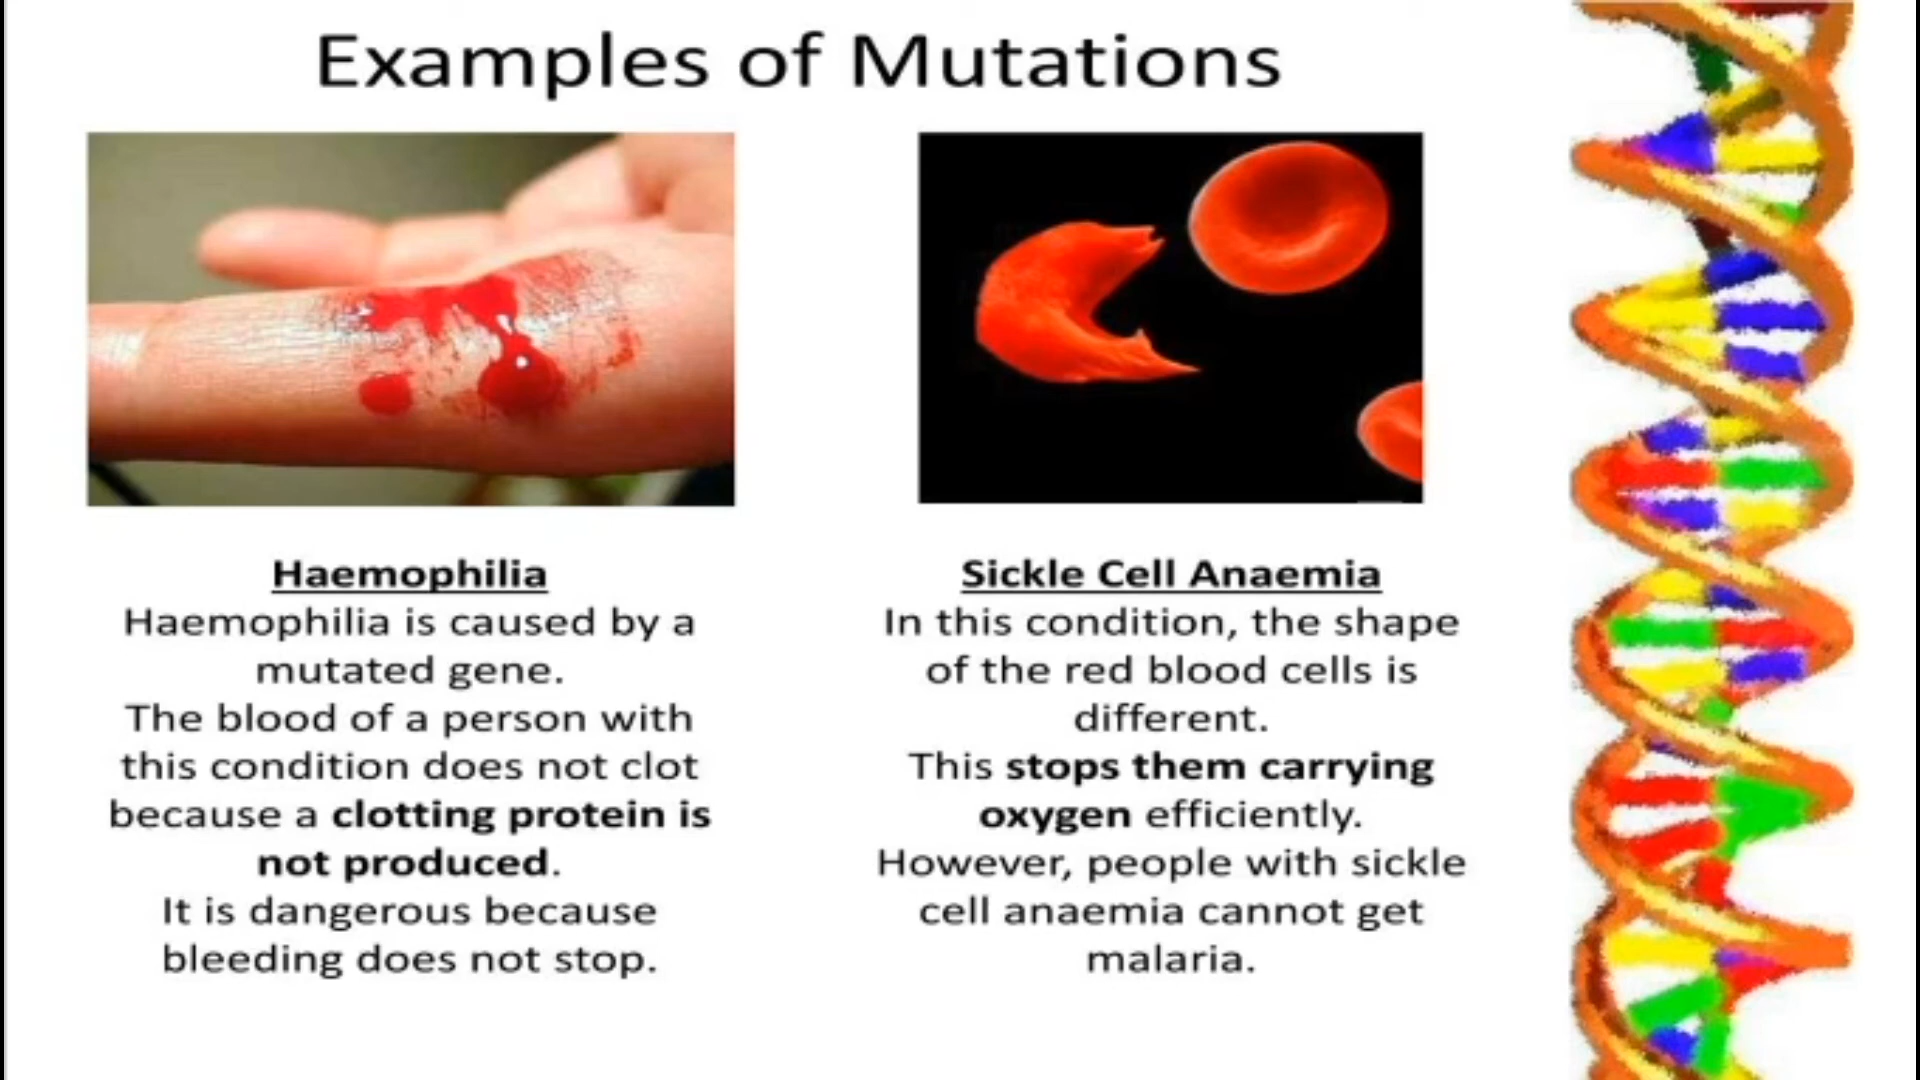 Examples of Mutations
Haemophilia
Haemophilia is caused by a
mutated gene.
The blood of a person with
this condition does not clot
because a clotting protein is
not produced.
It is dangerous because
bleeding does not stop.
Sickle Cell Anaemia
In this condition, the shape
of the red blood cells is
different.
This stops them carrying
oxygen efficiently.
However, people with sickle
cell anaemia cannot get
malaria.